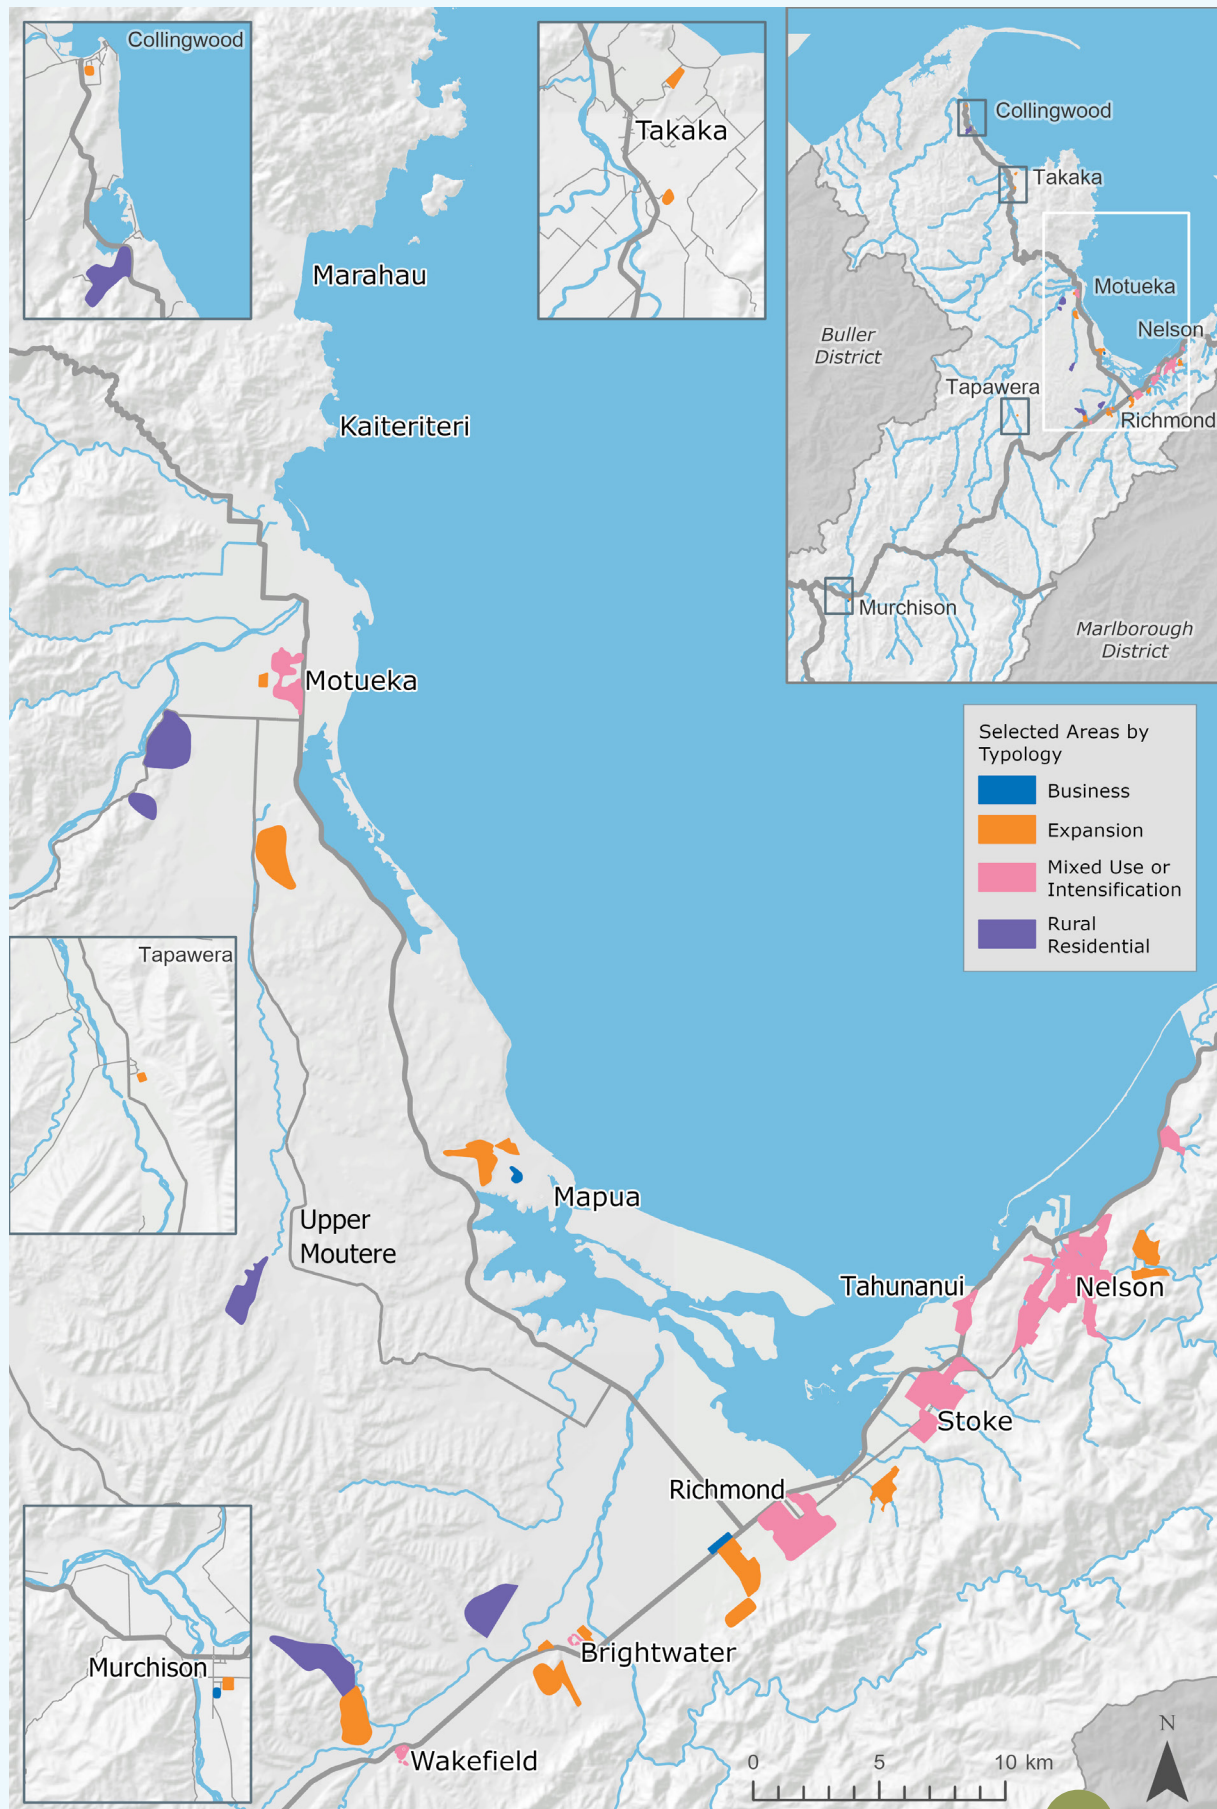 Collingwood
Takaka
Marahau
Kaiteriteri
Collingwood
Takaka
Motueka
Nelson
Buller
District
Tapawera
Richmond
Murchison
Marlborough
District
Motueka
Selected Areas by
Typology
Business
Expansion
Mixed Use or
Intensification
Rural
Residential
Tapawera
Mapua
Upper
Moutere
Tahunanui
Nelson
Stoke
Richmond
Brightwater
Murchison
Wakefield
0 5 10 km
N